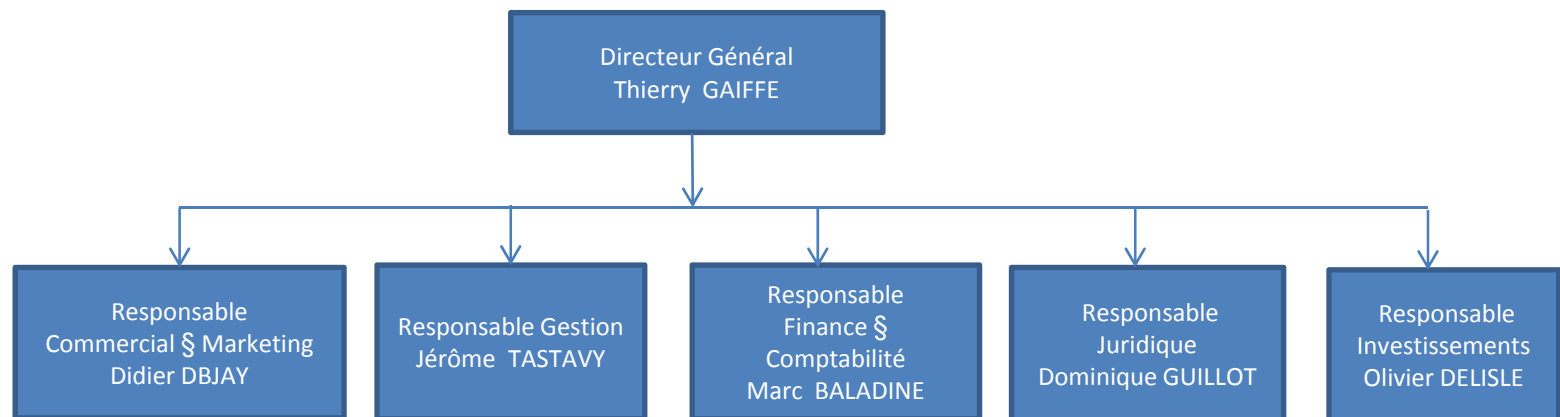 Directeur Général
Thierry GAIFFE
Responsable
Commercial § Marketing
Didier DBJAY
Responsable Gestion
Jérôme TASTAVY
Responsable
Finance §
Comptabilité
Marc BALADINE
Responsable
Juridique
Dominique GUILLOT
Responsable
Investissements
Olivier DELISLE